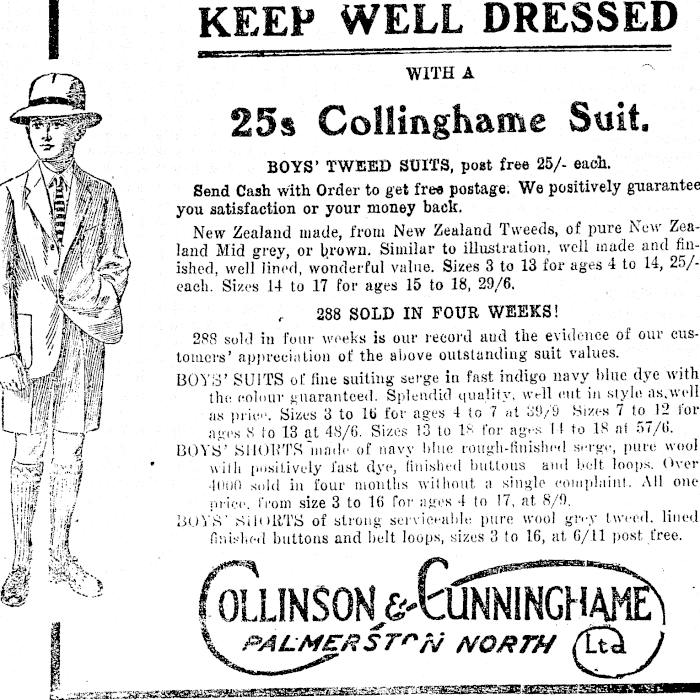 KEEP WELL DRESSED
WITH A
25s Collinghame Suit.
BOYS' TWEED SUITS, post free 25/- each.
Send Cash with Order to get free postage. We positively guarantee
you satisfaction or your money back.
New Zealand made, from New Zealand Tweeds, of pure New Zea-
land Mid grey, or brown. Similar to illustration, well made and fin-
ished, well lined, wonderful value. Sizes 3 to 13 for ages 4 to 14, 25/-
each. Sizes 14 to 17 for ages 15 to 18, 29/6.
288 SOLD IN FOUR WEEKS!
288 sold in four weeks is our record and the evidence of our cus-
tomers' appreciation of the above outstanding suit values.
BOYS' SUITS of fine suiting serge in fast indigo navy blue dye with
the colour guaranteed. Splendid quality, well cut in style as well
as price. Sizes 3 to 16 for ages 4 to 7 at 39/9 Sizes 7 to 12 for
ages 8 to 13 at 48/6. Sizes 13 to 18 for ages 14 to 18 at 57/6.
BOYS' SHORTS made of navy blue rough-finished serge, pure wool
with positively fast dye, finished buttons and belt loops. Over
4000 sold in four months without a single complaint. All one
price, from size 3 to 16 for ages 4 to 17, at 8/9.
BOYS' SHORTS of strong serviceable pure wool grey tweed, lined
finished buttons and belt loops, sizes 3 to 16, at 6/11 post free.
COLLINSON & CUNNINGHAME
PALMERSTON NORTH Ltd